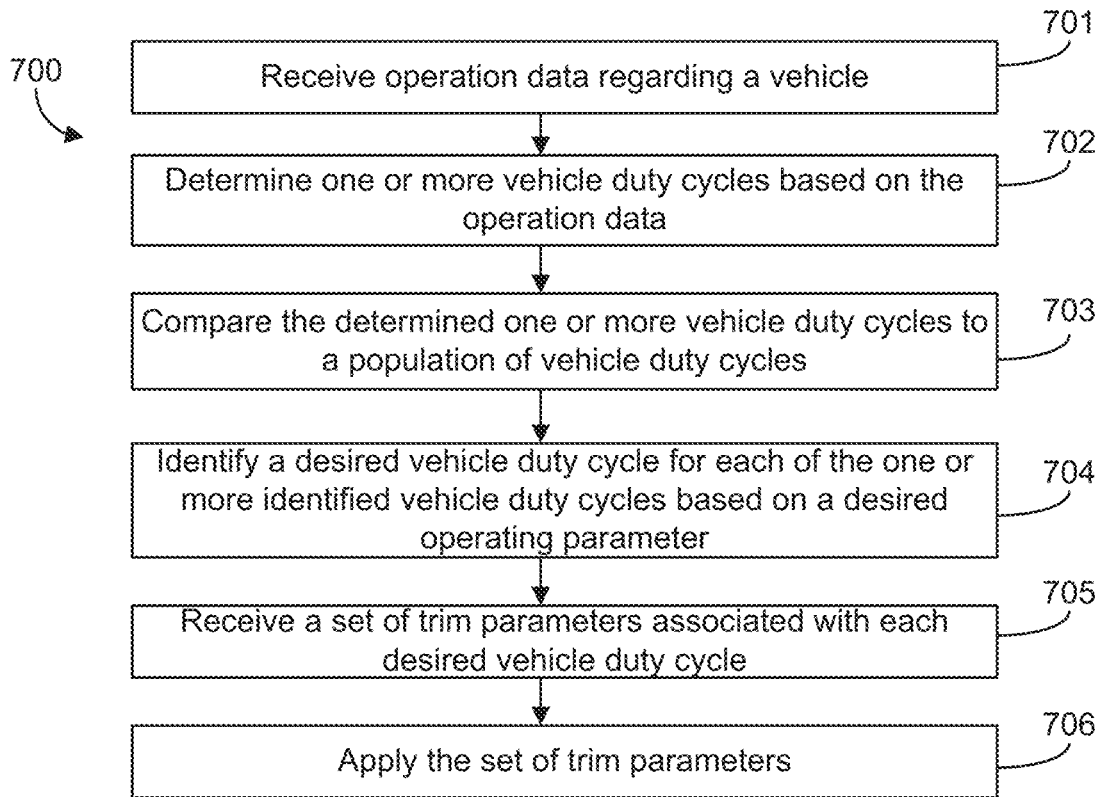 700
701
Receive operation data regarding a vehicle
702
Determine one or more vehicle duty cycles based on the
operation data
703
Compare the determined one or more vehicle duty cycles to
a population of vehicle duty cycles
704
Identify a desired vehicle duty cycle for each of the one or
more identified vehicle duty cycles based on a desired
operating parameter
705
Receive a set of trim parameters associated with each
desired vehicle duty cycle
706
Apply the set of trim parameters